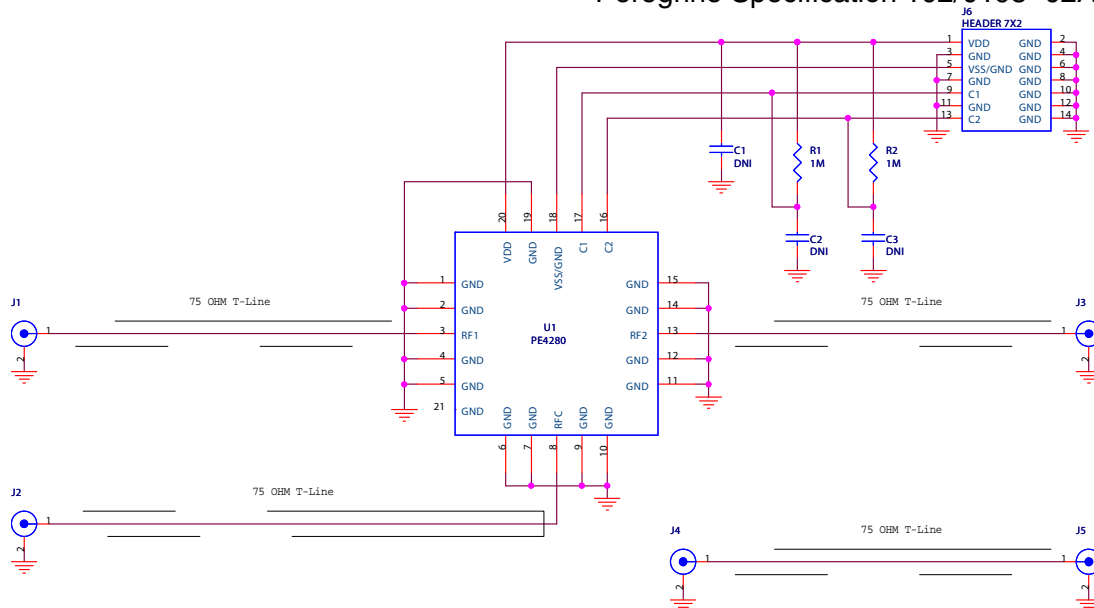 J6
HEADER 7X2
1 VDD GND 2
3 GND GND 4
5 VSS/GND GND 6
7 GND GND 8
9 C1 GND 10
11 GND GND 12
13 C2 GND 14
C1
DNI
R1
1M
R2
1M
C2
DNI
C3
DNI
20 19 18 17 16
VDD GND VSS/GND C1 C2
1 GND GND 15
2 GND GND 14
3 RF1 RF2 13
4 GND GND 12
5 GND GND 11
21 GND
U1
PE4280
GND GND RFC GND GND
6 7 8 9 10
J1
75 OHM T-Line
1
2
75 OHM T-Line
J3
1
2
J2
75 OHM T-Line
1
2
J4
75 OHM T-Line
J5
1 1
2 2